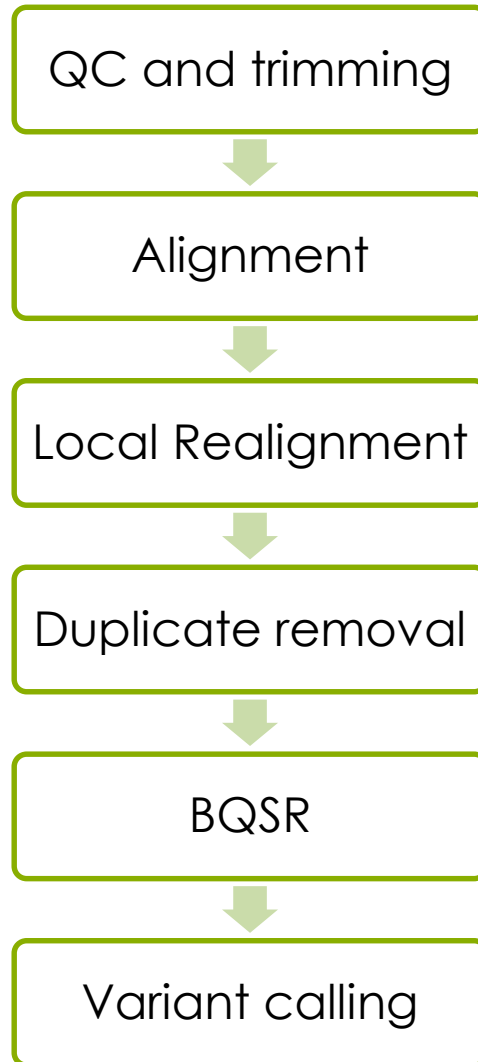 QC and trimming
Alignment
Local Realignment
Duplicate removal
BQSR
Variant calling